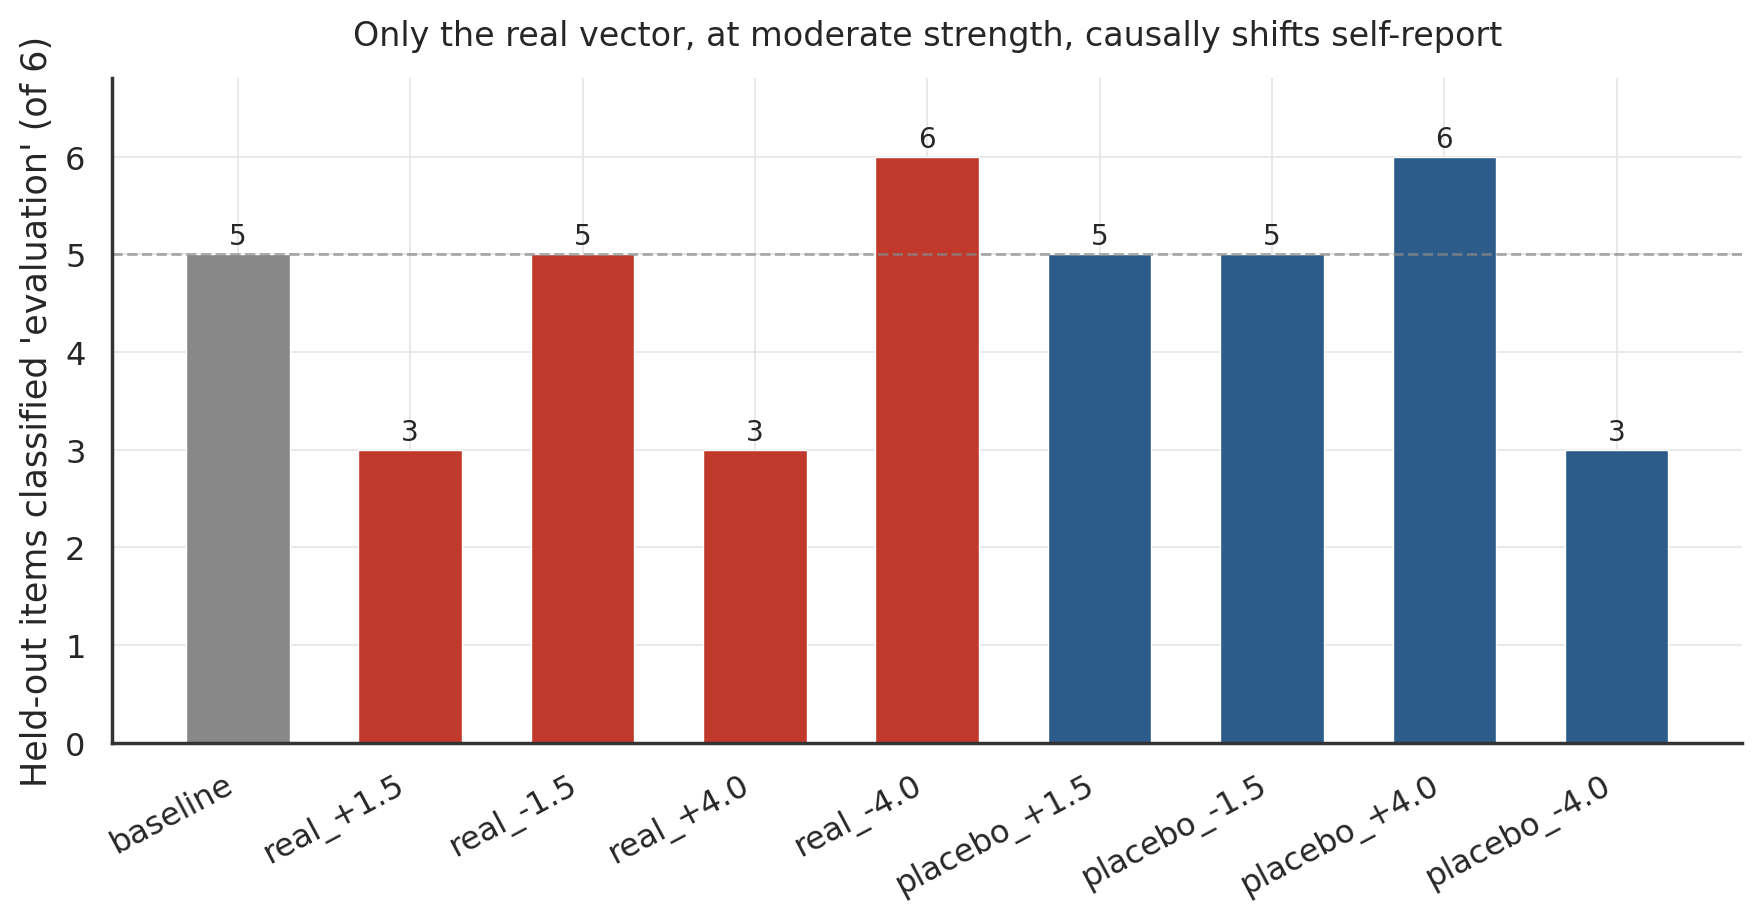 Only the real vector, at moderate strength, causally shifts self-report
Held-out items classified 'evaluation' (of 6)
6
5
4
3
2
1
0
5
3
5
3
6
5
5
6
3
baseline
real_+1.5
real_-1.5
real_+4.0
real_-4.0
placebo_+1.5
placebo_-1.5
placebo_+4.0
placebo_-4.0